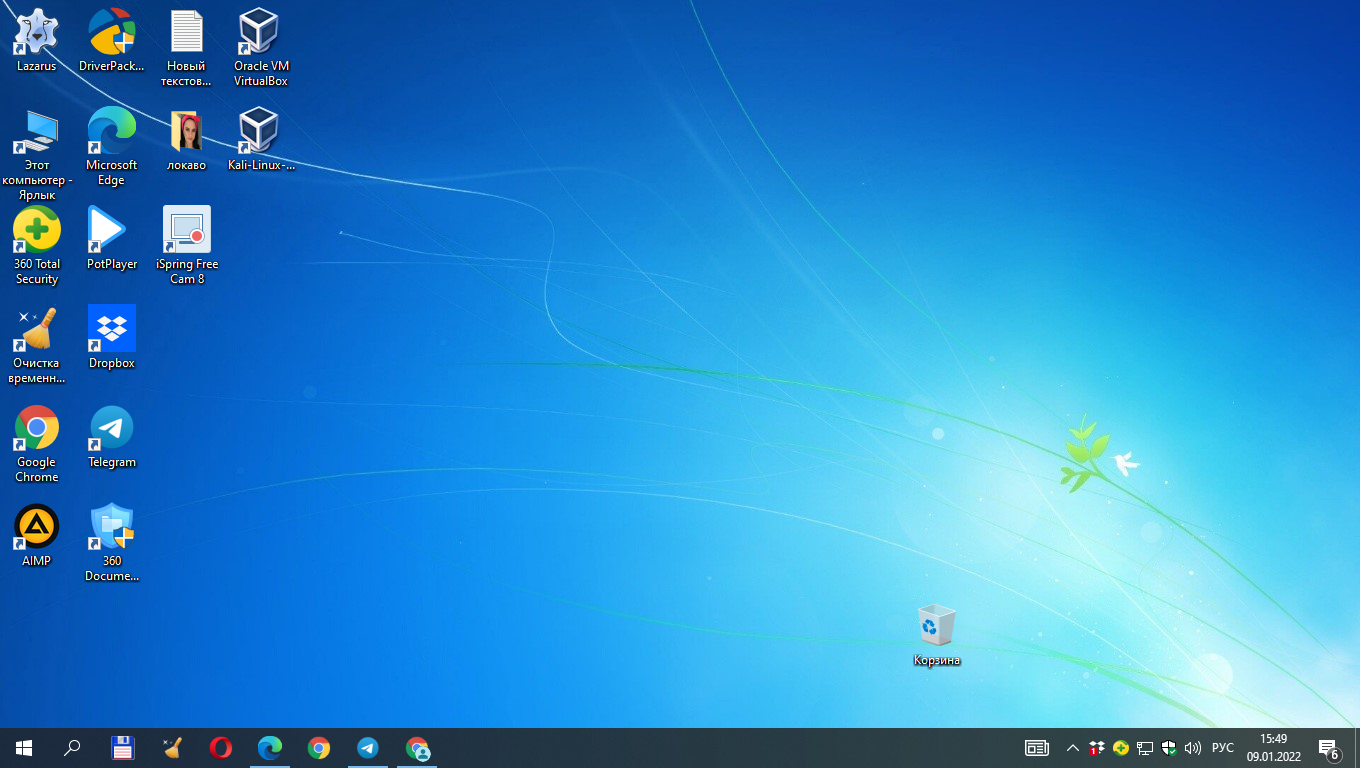 Lazarus
DriverPack...
Новый
текстов...
Oracle VM
VirtualBox
Этот
компьютер -
Ярлык
Microsoft
Edge
локаво
Kali-Linux-...
360 Total
Security
PotPlayer
iSpring Free
Cam 8
Очистка
временн...
Dropbox
Google
Chrome
Telegram
AIMP
360
Docume...
Корзина
1
РУС
15:49
09.01.2022
6